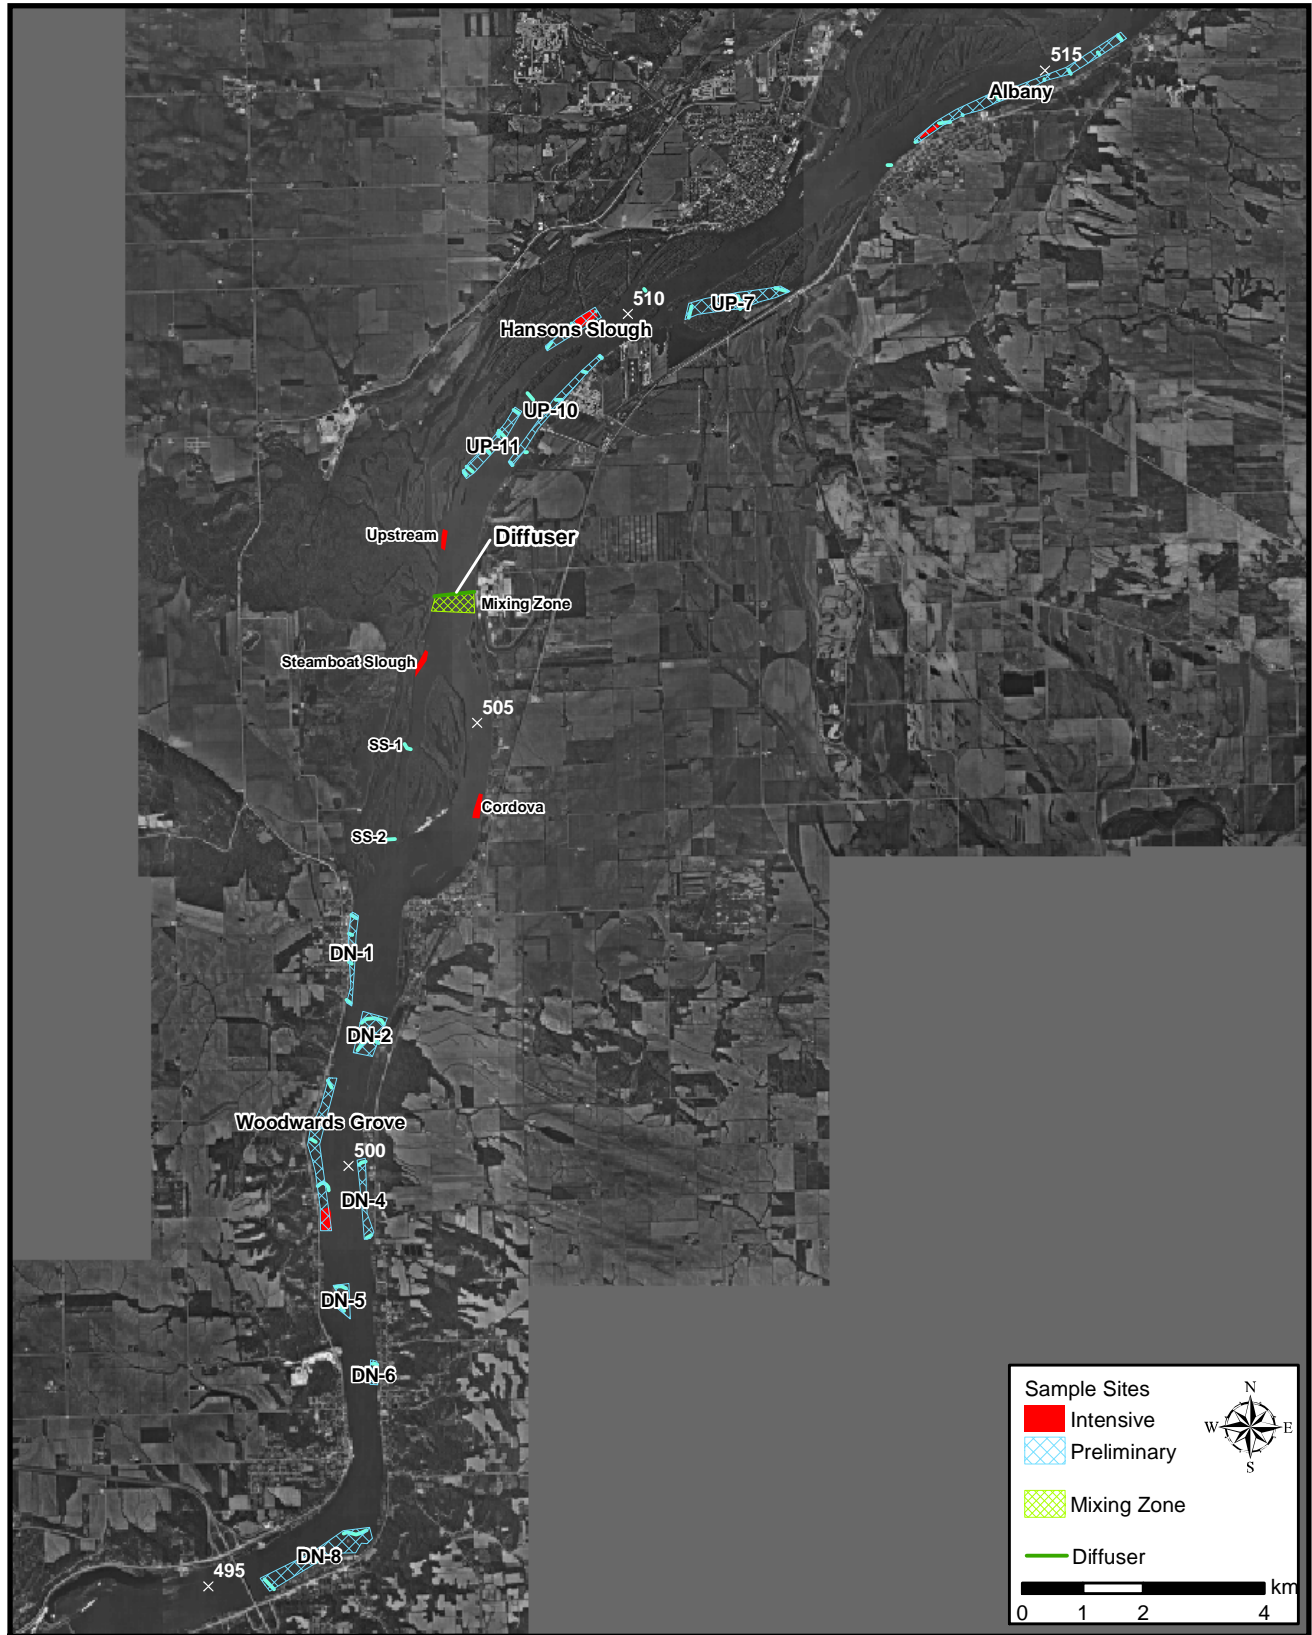 515
Albany
510
UP-7
Hansons Slough
UP-10
UP-11
Upstream
Diffuser
Mixing Zone
Steamboat Slough
505
SS-1
Cordova
SS-2
DN-1
DN-2
Woodwards Grove
500
DN-4
DN-5
DN-6
DN-8
495
Sample Sites
Intensive
Preliminary
Mixing Zone
Diffuser
N
W E
S
km
0 1 2 4